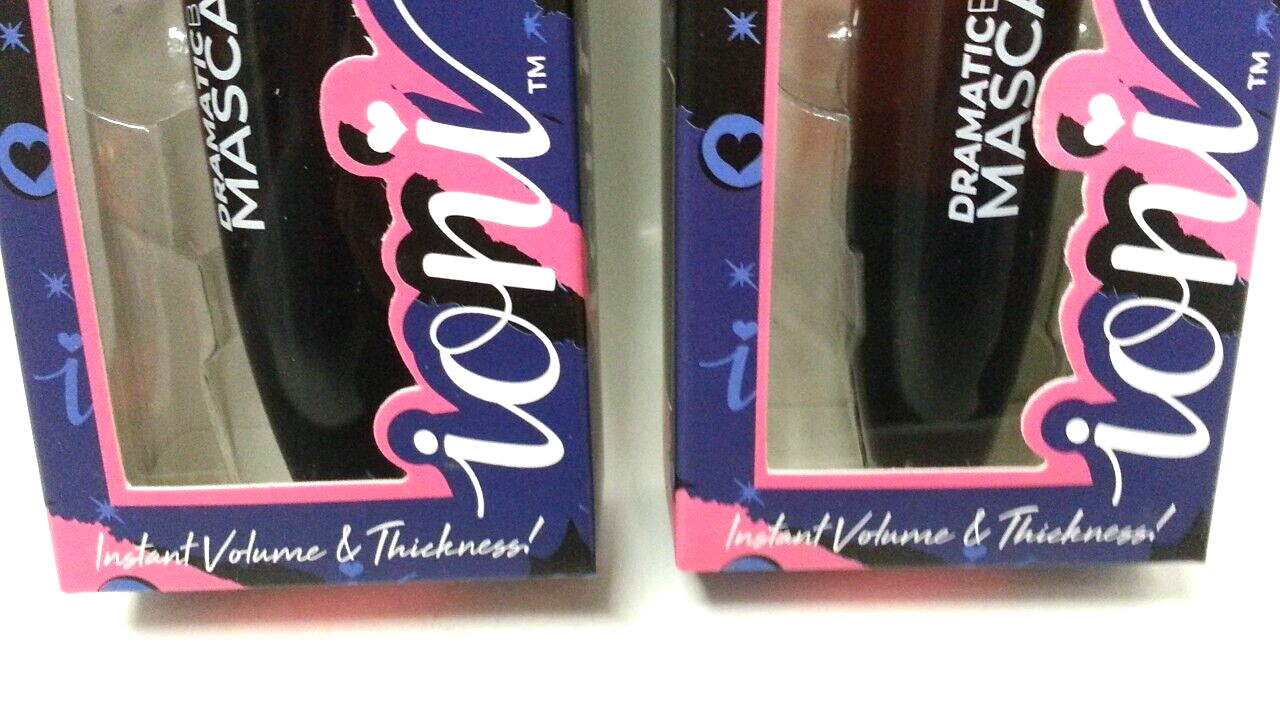 DRAMATIC
MASCA
ioni
TM
i
Instant Volume & Thickness!
DRAMATIC
MASCA
ioni
TM
i
Instant Volume & Thickness!